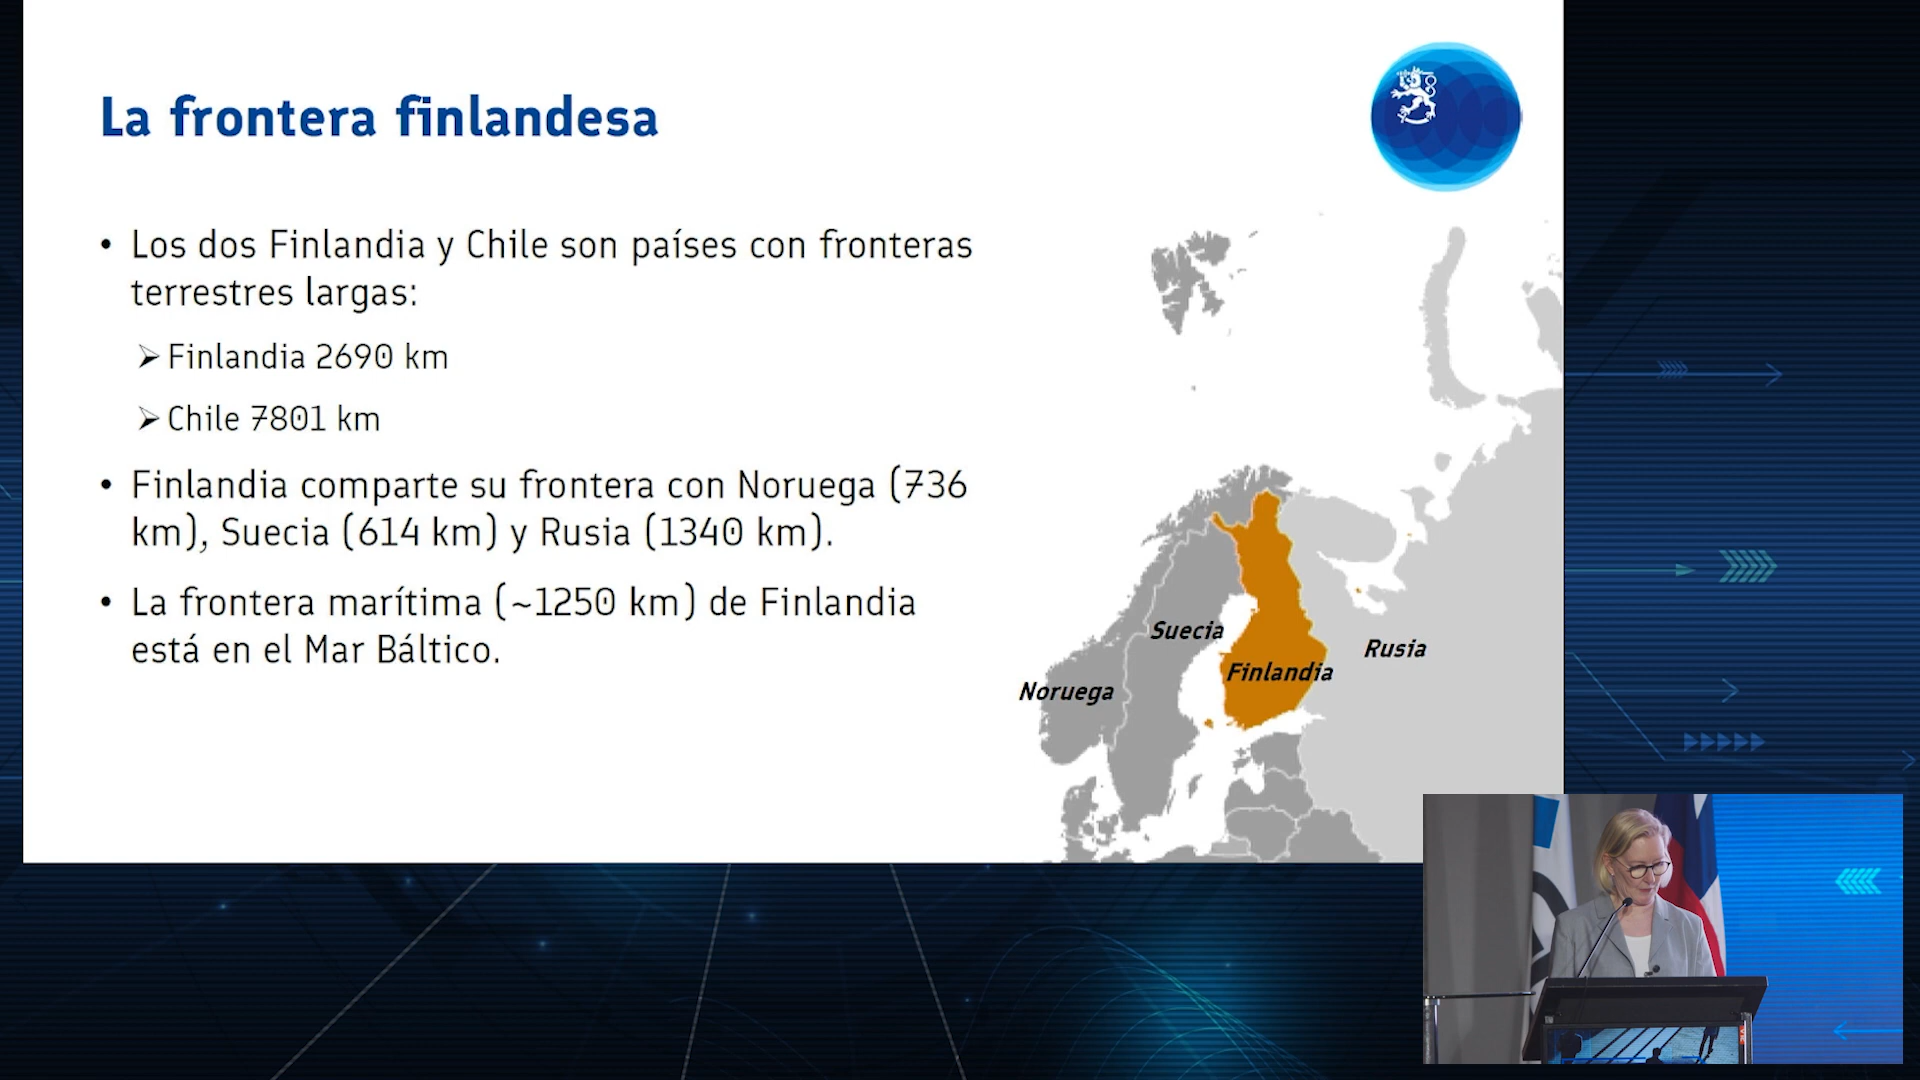 La frontera finlandesa
• Los dos Finlandia y Chile son países con fronteras
terrestres largas:
➢ Finlandia 2690 km
➢ Chile 7801 km
• Finlandia comparte su frontera con Noruega (736
km), Suecia (614 km) y Rusia (1340 km).
• La frontera marítima (~1250 km) de Finlandia
está en el Mar Báltico.
Suecia
Rusia
Finlandia
Noruega